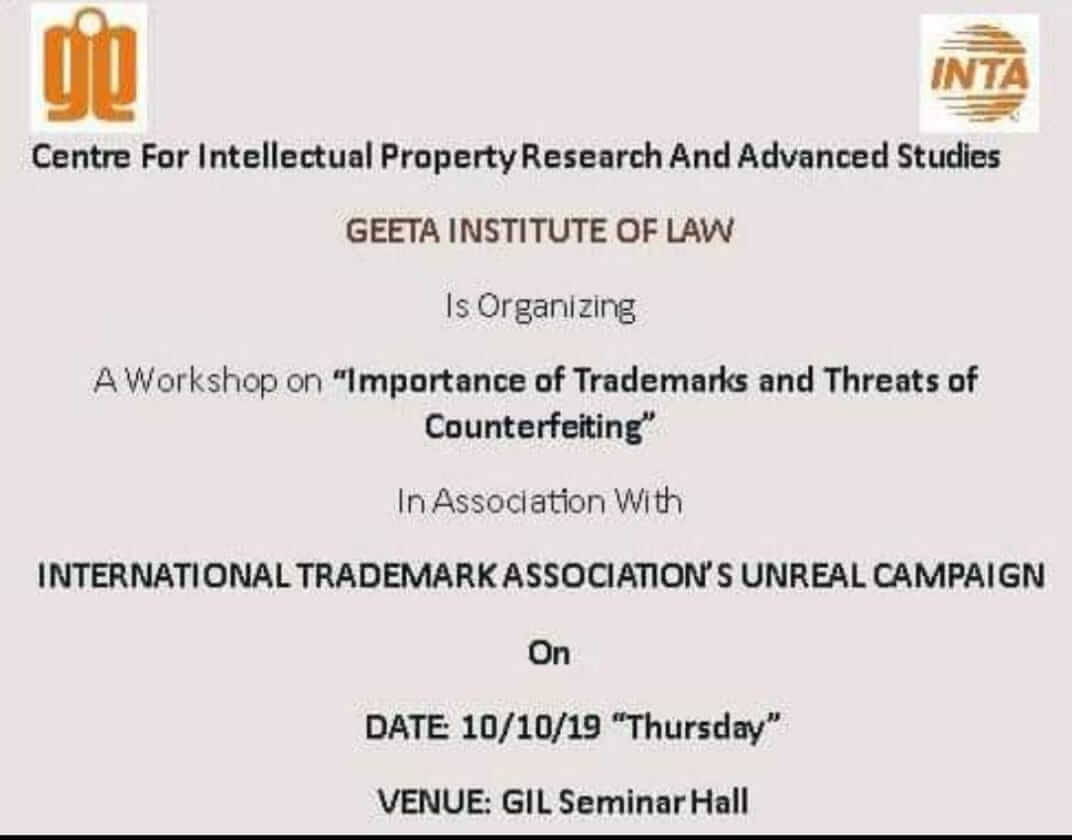 ge
INTA
Centre For Intellectual Property Research And Advanced Studies
GEETA INSTITUTE OF LAW
Is Organizing
A Workshop on “Importance of Trademarks and Threats of
Counterfeiting”
In Association With
INTERNATIONAL TRADEMARK ASSOCIATION’S UNREAL CAMPAIGN
On
DATE: 10/10/19 “Thursday”
VENUE: GIL Seminar Hall